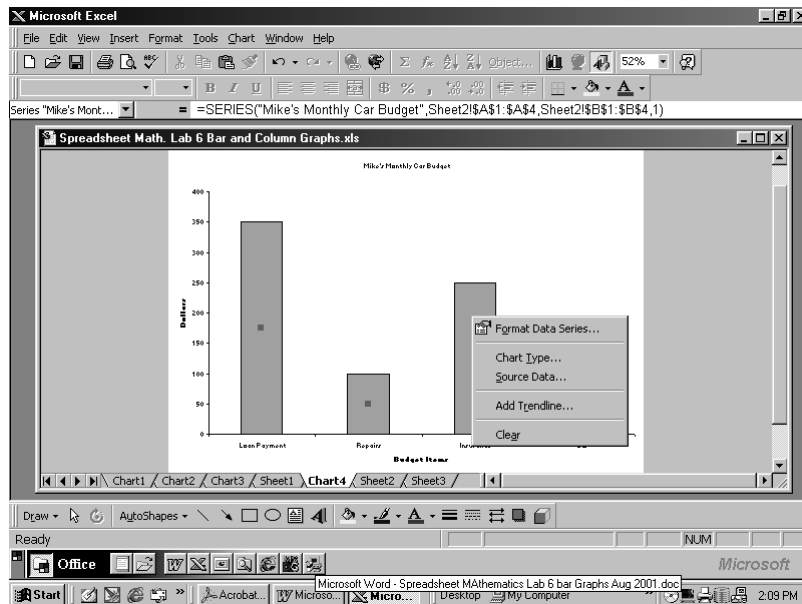 Microsoft Excel
File Edit View Insert Format Tools Chart Window Help
ABC Σ fx Object... 52%
B I U $ % ,
Series "Mike's Mont... = =SERIES("Mike's Monthly Car Budget",Sheet2!$A$1:$A$4,Sheet2!$B$1:$B$4,1)
Spreadsheet Math. Lab 6 Bar and Column Graphs.xls
Mike's Monthly Car Budget
400
350
300
250
200
150
100
50
0
Dollars
Loan Payment Repairs
Budget Items
Format Data Series...
Chart Type...
Source Data...
Add Trendline...
Clear
Chart1 Chart2 Chart3 Sheet1 Chart4 Sheet2 Sheet3
Draw AutoShapes
Ready NUM
Office Microsoft
Microsoft Word - Spreadsheet MAthematics Lab 6 bar Graphs Aug 2001.doc
Start Acrobat... Microso... Micro... Desktop My Computer » 2:09 PM